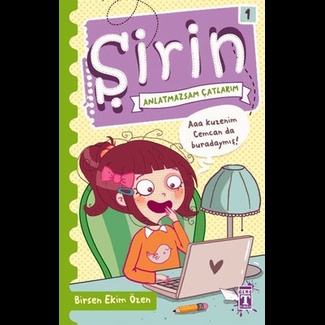 1
Şirin
ANLATMAZSAM ÇATLARIM
Aaa kuzenim
Cemcan da
buradaymış!
Birsen Ekim Özen